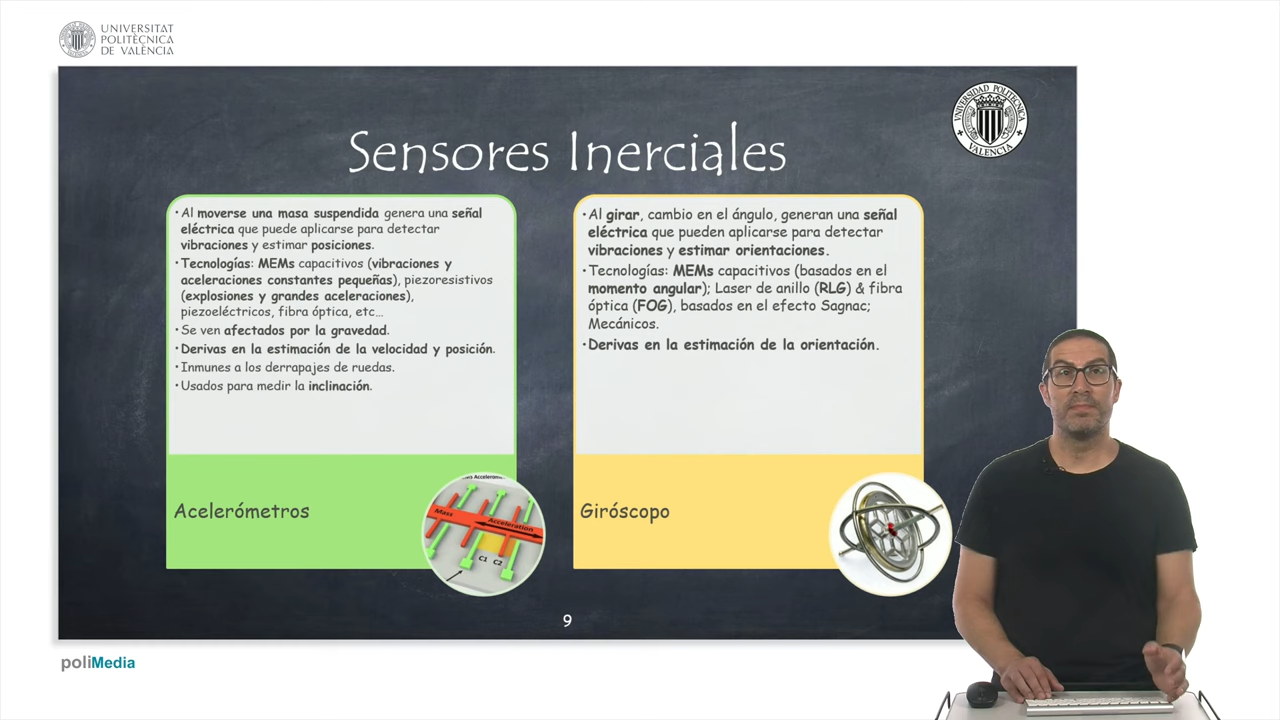 UNIVERSITAT
POLITÈCNICA
DE VALÈNCIA
UNIVERSIDAD POLITECNICA
VALENCIA
Sensores Inerciales
• Al moverse una masa suspendida genera una señal
eléctrica que puede aplicarse para detectar
vibraciones y estimar posiciones.
• Tecnologías: MEMs capacitivos (vibraciones y
aceleraciones constantes pequeñas), piezoresistivos
(explosiones y grandes aceleraciones),
piezoeléctricos, fibra óptica, etc…
• Se ven afectados por la gravedad.
• Derivas en la estimación de la velocidad y posición.
• Inmunes a los derrapajes de ruedas.
• Usados para medir la inclinación.
Acelerómetros
Mass
Acceleration
C1 C2
• Al girar, cambio en el ángulo, generan una señal
eléctrica que pueden aplicarse para detectar
vibraciones y estimar orientaciones.
• Tecnologías: MEMs capacitivos (basados en el
momento angular); Laser de anillo (RLG) & fibra
óptica (FOG), basados en el efecto Sagnac;
Mecánicos.
• Derivas en la estimación de la orientación.
Giróscopo
9
poliMedia